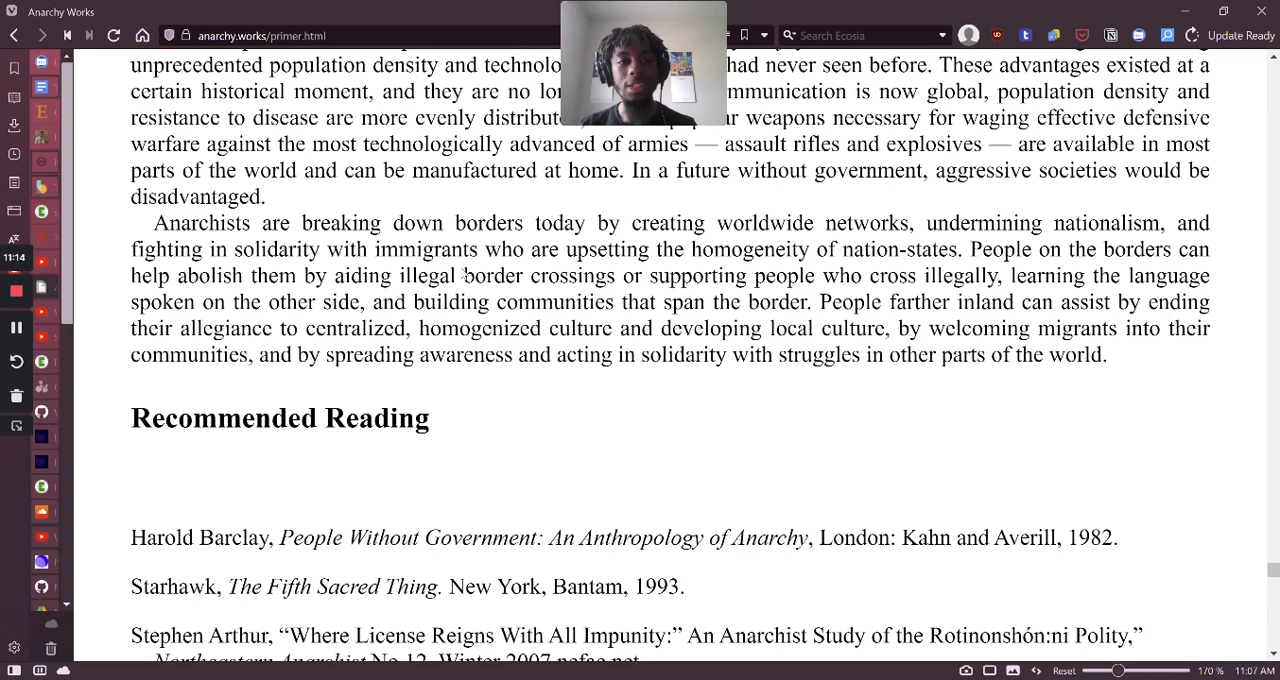 Anarchy Works
anarchy.works/primer.html
Search Ecosia
Update Ready
unprecedented population density and technolo had never seen before. These advantages existed at a
certain historical moment, and they are no lon mmunication is now global, population density and
resistance to disease are more evenly distribute r weapons necessary for waging effective defensive
warfare against the most technologically advanced of armies — assault rifles and explosives — are available in most
parts of the world and can be manufactured at home. In a future without government, aggressive societies would be
disadvantaged.
Anarchists are breaking down borders today by creating worldwide networks, undermining nationalism, and
fighting in solidarity with immigrants who are upsetting the homogeneity of nation-states. People on the borders can
help abolish them by aiding illegal border crossings or supporting people who cross illegally, learning the language
spoken on the other side, and building communities that span the border. People farther inland can assist by ending
their allegiance to centralized, homogenized culture and developing local culture, by welcoming migrants into their
communities, and by spreading awareness and acting in solidarity with struggles in other parts of the world.
11:14
Recommended Reading
Harold Barclay, People Without Government: An Anthropology of Anarchy, London: Kahn and Averill, 1982.
Starhawk, The Fifth Sacred Thing. New York, Bantam, 1993.
Stephen Arthur, “Where License Reigns With All Impunity:” An Anarchist Study of the Rotinonshón:ni Polity,”
Northeastern Anarchist No.12, Winter 2007 nefac.net
Reset
170 %
11:07 AM